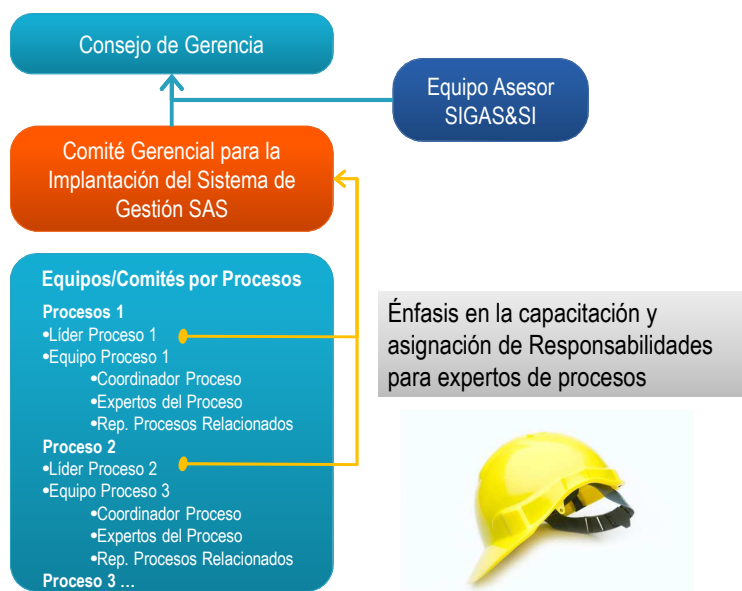 Consejo de Gerencia
Equipo Asesor
SIGAS&SI
Comité Gerencial para la
Implantación del Sistema de
Gestión SAS
Equipos/Comités por Procesos
Procesos 1
•Líder Proceso 1
•Equipo Proceso 1
•Coordinador Proceso
•Expertos del Proceso
•Rep. Procesos Relacionados
Proceso 2
•Líder Proceso 2
•Equipo Proceso 3
•Coordinador Proceso
•Expertos del Proceso
•Rep. Procesos Relacionados
Proceso 3 ...
Énfasis en la capacitación y
asignación de Responsabilidades
para expertos de procesos